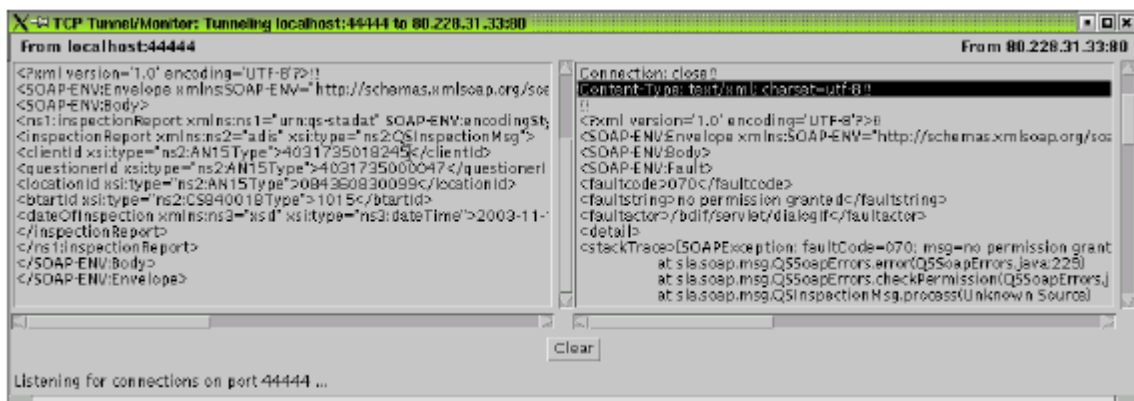 TCP Tunnel/Monitor: Tunneling localhost:44444 to 80.228.31.33:80
From localhost:44444
From 80.228.31.33:80
<?xml version='1.0' encoding='UTF-8'?>
<SOAP-ENV:Envelope xmlns:SOAP-ENV="http://schemas.xmlsoap.org/soa
<SOAP-ENV:Body>
<ns1:inspectionReport xmlns:ns1="urn:qs-stadat" SOAP-ENV:encodingSty
<inspectionReport xmlns:ns2="adis" xsi:type="ns2:QSInspectionMsg">
<clientId xsi:type="ns2:AN15Type">4031735018245</clientId>
<questionerId xsi:type="ns2:AN15Type">4031735000047</questionerI
<locationId xsi:type="ns2:AN15Type">084360830099</locationId>
<btartId xsi:type="ns2:CS840018Type">1015</btartId>
<dateOfInspection xmlns:ns3="xsd" xsi:type="ns3:dateTime">2003-11-
</inspectionReport>
</ns1:inspectionReport>
</SOAP-ENV:Body>
</SOAP-ENV:Envelope>
Connection: close
Content-Type: text/xml; charset=utf-8
<?xml version='1.0' encoding='UTF-8'?>
<SOAP-ENV:Envelope xmlns:SOAP-ENV="http://schemas.xmlsoap.org/soa
<SOAP-ENV:Body>
<SOAP-ENV:Fault>
<faultcode>070</faultcode>
<faultstring>no permission granted</faultstring>
<faultactor>/bdif/servlet/dialogIf</faultactor>
<detail>
<stackTrace>[SOAPException: faultCode=070; msg=no permission grant
at sla.soap.msg.QSSoapErrors.error(QSSoapErrors.java:225)
at sla.soap.msg.QSSoapErrors.checkPermission(QSSoapErrors.j
at sla.soap.msg.QSInspectionMsg.process(Unknown Source)
Clear
Listening for connections on port 44444 ...